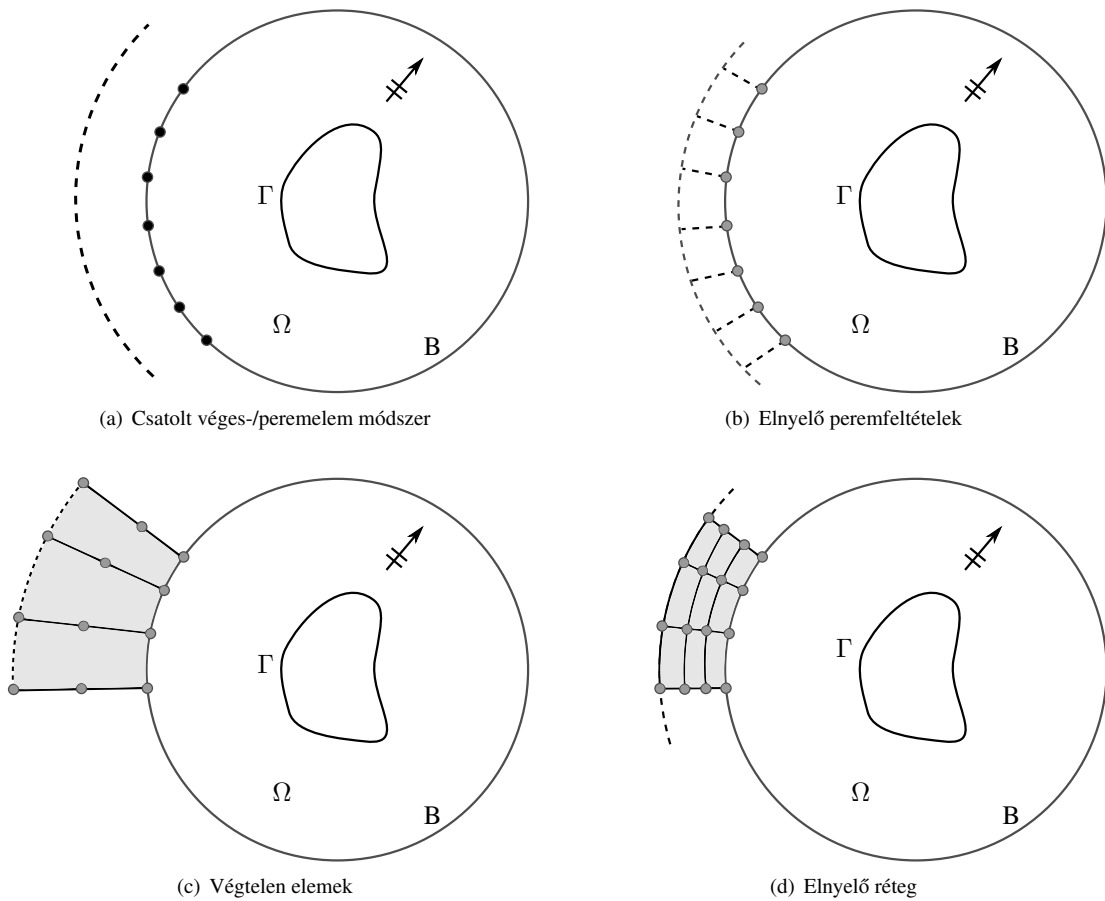 Γ
Ω
B
(a) Csatolt véges-/peremelem módszer
Γ
Ω
B
(b) Elnyelő peremfeltételek
Γ
Ω
B
(c) Végtelen elemek
Γ
Ω
B
(d) Elnyelő réteg